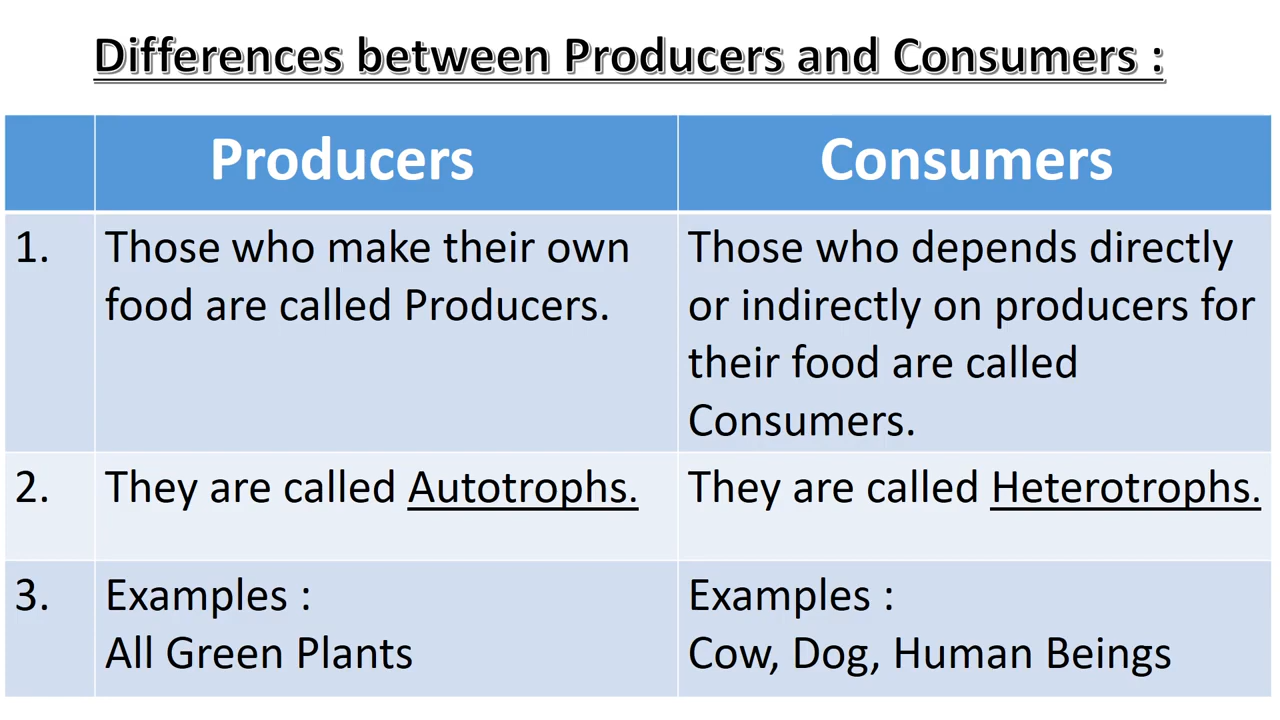 Differences between Producers and Consumers :
Producers
Consumers
1.
Those who make their own
food are called Producers.
Those who depends directly
or indirectly on producers for
their food are called
Consumers.
2.
They are called Autotrophs.
They are called Heterotrophs.
3.
Examples :
All Green Plants
Examples :
Cow, Dog, Human Beings